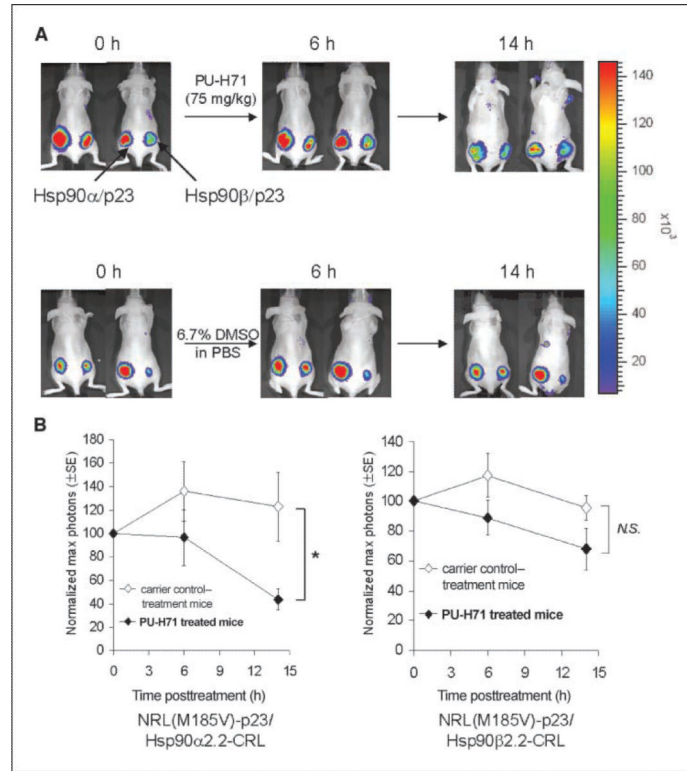 A
0 h
6 h
14 h
PU-H71
(75 mg/kg)
Hsp90α/p23
Hsp90β/p23
0 h
6 h
14 h
6.7% DMSO
in PBS
140
120
100
80
60
40
20
x10³
B
Normalized max photons (±SE)
180
160
140
120
100
80
60
40
20
0
*
carrier control–
treatment mice
PU-H71 treated mice
0
3
6
9
12
15
Time posttreatment (h)
NRL(M185V)-p23/
Hsp90α2.2-CRL
Normalized max photons (±SE)
140
120
100
80
60
40
20
0
N.S.
carrier control–
treatment mice
PU-H71 treated mice
0
3
6
9
12
15
Time posttreatment (h)
NRL(M185V)-p23/
Hsp90β2.2-CRL